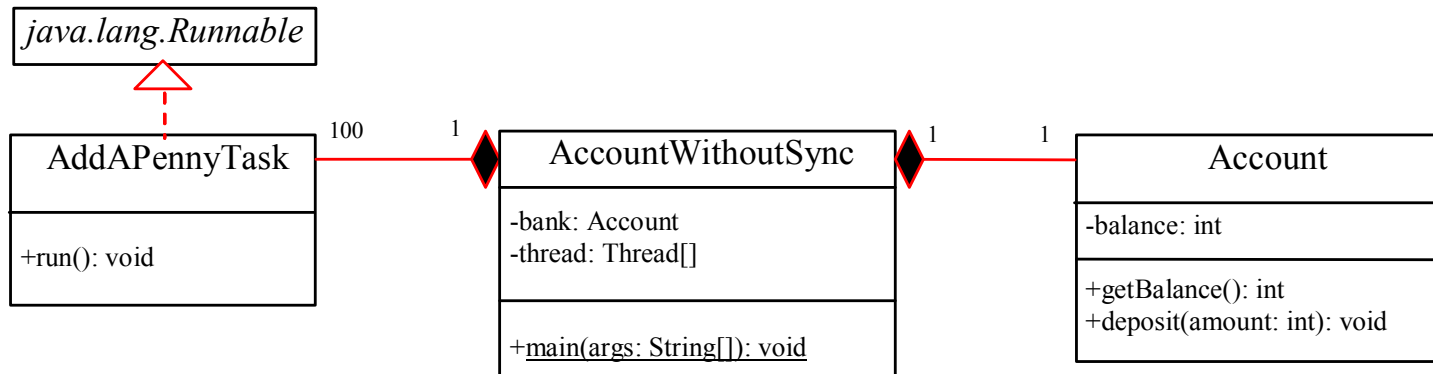 java.lang.Runnable
AddAPennyTask
+run(): void
100
1
AccountWithoutSync
-bank: Account
-thread: Thread[]
+main(args: String[]): void
1
1
Account
-balance: int
+getBalance(): int
+deposit(amount: int): void